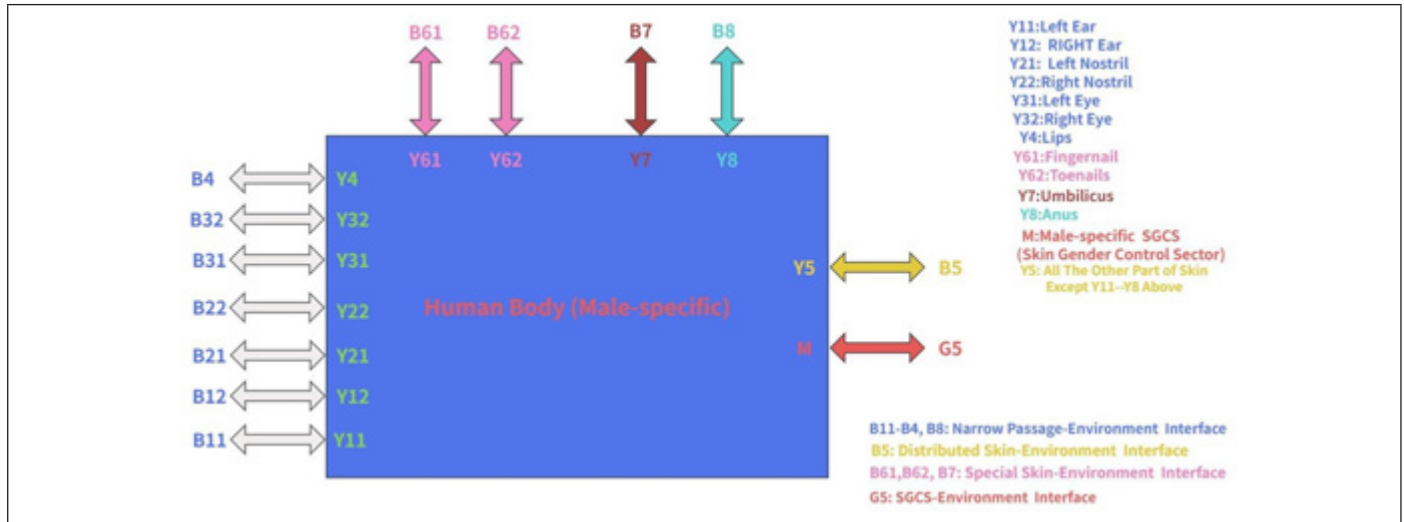 B61 B62 B7 B8
Y61 Y62 Y7 Y8
B4 Y4
B32 Y32
B31 Y31
B22 Y22
B21 Y21
B12 Y12
B11 Y11
Human Body (Male-specific)
Y5 B5
M G5
Y11:Left Ear
Y12: RIGHT Ear
Y21: Left Nostril
Y22:Right Nostril
Y31:Left Eye
Y32:Right Eye
Y4:Lips
Y61:Fingernail
Y62:Toenails
Y7:Umbilicus
Y8:Anus
M:Male-specific SGCS
(Skin Gender Control Sector)
Y5: All The Other Part of Skin
Except Y11--Y8 Above
B11-B4, B8: Narrow Passage-Environment Interface
B5: Distributed Skin-Environment Interface
B61,B62, B7: Special Skin-Environment Interface
G5: SGCS-Environment Interface